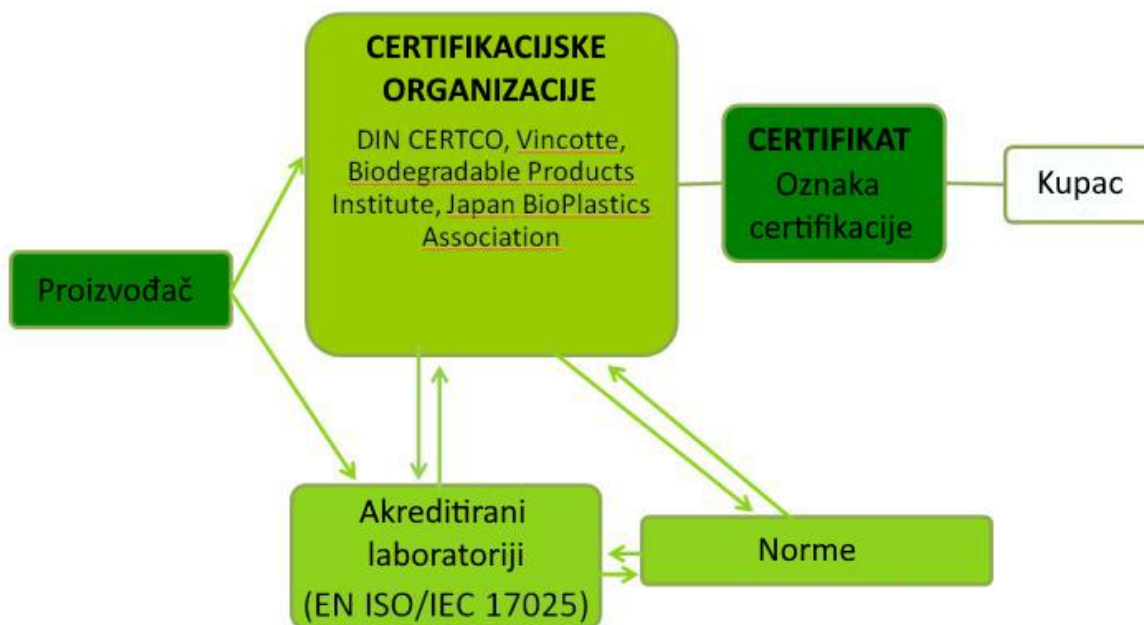 CERTIFIKACIJSKE
ORGANIZACIJE
DIN CERTCO, Vincotte,
Biodegradable Products
Institute, Japan BioPlastics
Association
CERTIFIKAT
Oznaka
certifikacije
Kupac
Proizvođač
Akreditirani
laboratoriji
(EN ISO/IEC 17025)
Norme